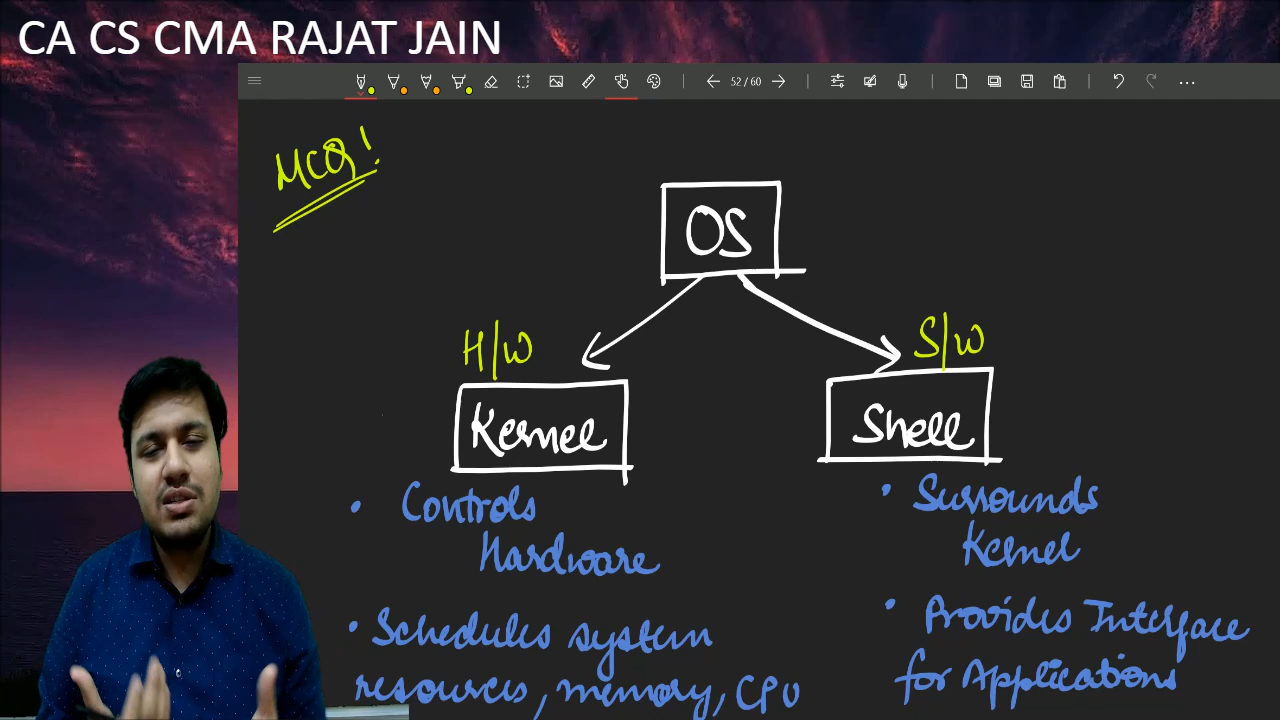 CA CS CMA RAJAT JAIN
52/60
MCQ!
OS
H/W
S/W
Kernel
Shell
• Controls
Hardware
• Schedules system
resources, memory, CPU
• Surrounds
Kernel
• Provides Interface
for Applications